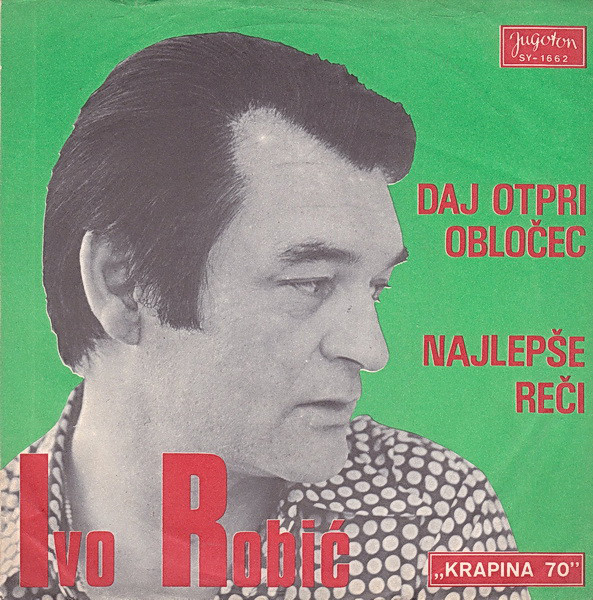 Jugoton
SY-1662
DAJ OTPRI
OBLOČEC
NAJLEPŠE
REČI
Ivo Robić
„KRAPINA 70”